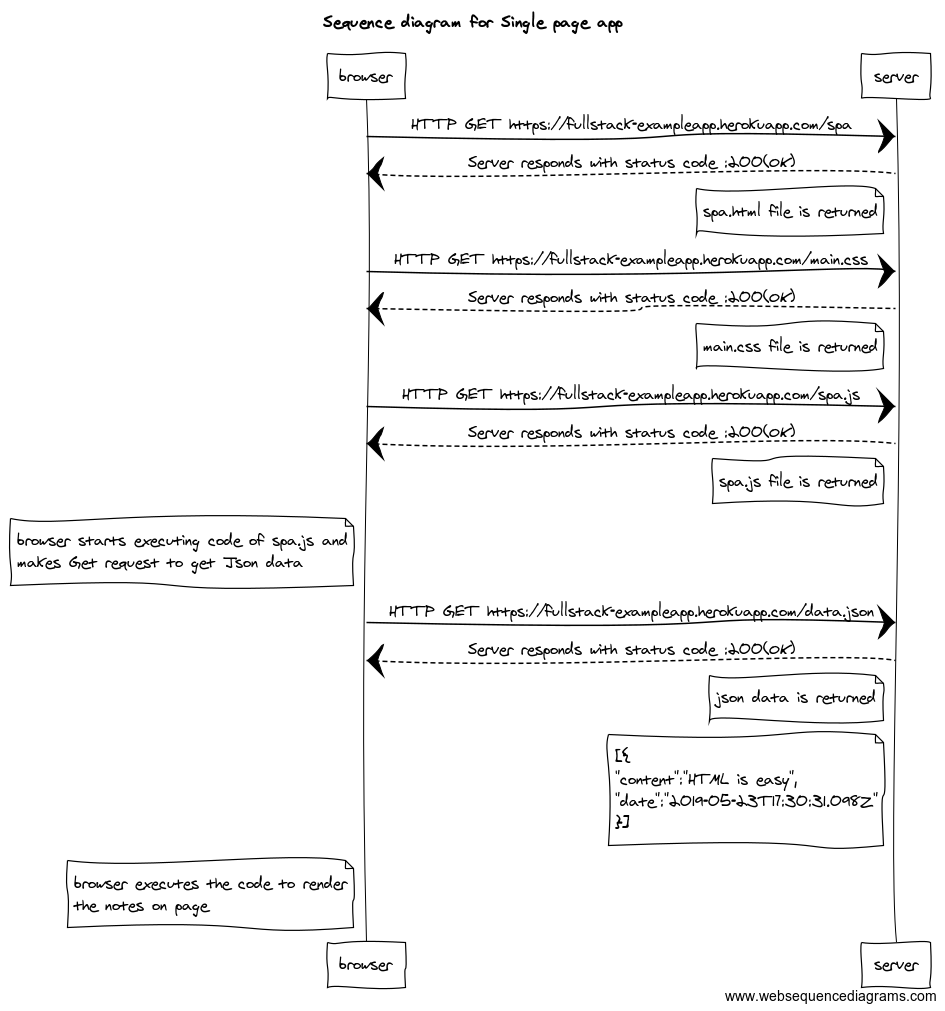 Sequence diagram for Single page app
browser
server
HTTP GET https://fullstack-exampleapp.herokuapp.com/spa
Server responds with status code :200(OK)
spa.html file is returned
HTTP GET https://fullstack-exampleapp.herokuapp.com/main.css
Server responds with status code :200(OK)
main.css file is returned
HTTP GET https://fullstack-exampleapp.herokuapp.com/spa.js
Server responds with status code :200(OK)
spa.js file is returned
browser starts executing code of spa.js and
makes Get request to get Json data
HTTP GET https://fullstack-exampleapp.herokuapp.com/data.json
Server responds with status code :200(OK)
json data is returned
[{
"content":"HTML is easy",
"date":"2019-05-23T17:30:31.098Z"
}]
browser executes the code to render
the notes on page
browser
server
www.websequencediagrams.com